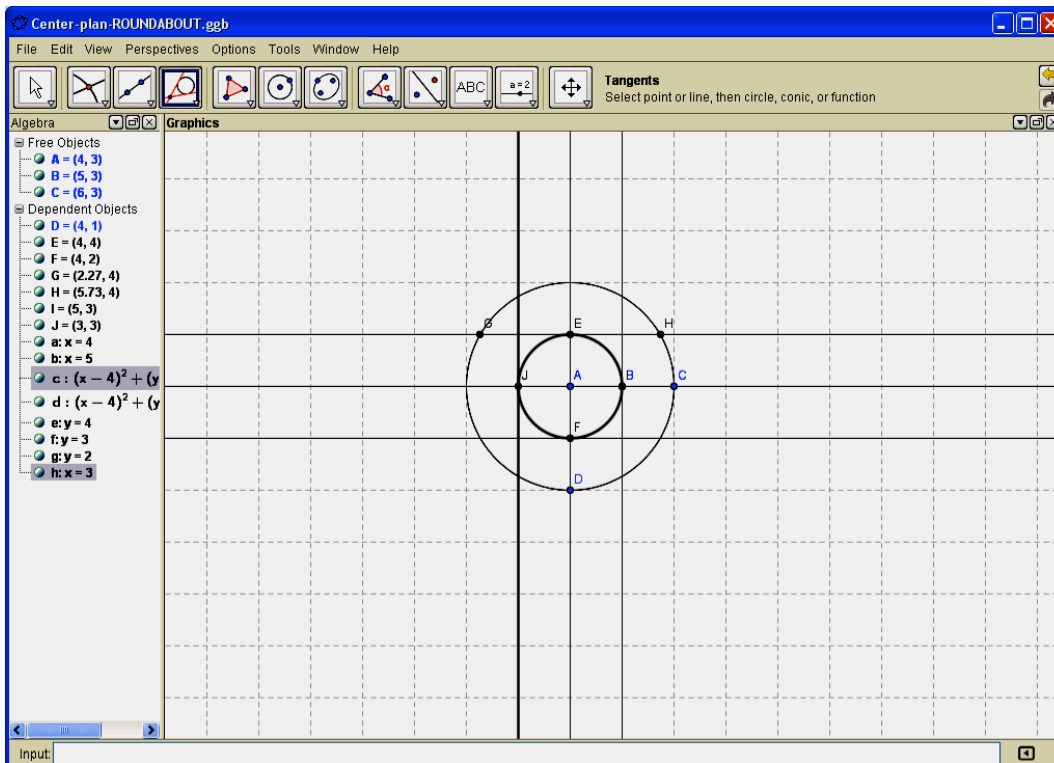 Center-plan-ROUNDABOUT.ggb
File Edit View Perspectives Options Tools Window Help
ABC
a=2
Tangents
Select point or line, then circle, conic, or function
Algebra
Graphics
Free Objects
A = (4, 3)
B = (5, 3)
C = (6, 3)
Dependent Objects
D = (4, 1)
E = (4, 4)
F = (4, 2)
G = (2.27, 4)
H = (5.73, 4)
I = (5, 3)
J = (3, 3)
a: x = 4
b: x = 5
c : (x − 4)² + (y
d : (x − 4)² + (y
e: y = 4
f: y = 3
g: y = 2
h: x = 3
G E H
J A B C
F
D
Input: